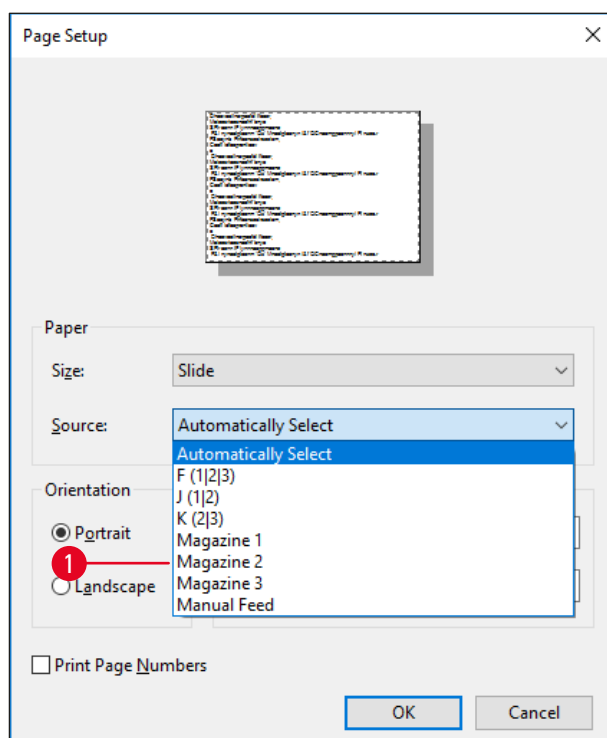 Page Setup
Paper
Size: Slide
Source: Automatically Select
Automatically Select
F (1|2|3)
J (1|2)
K (2|3)
Magazine 1
Magazine 2
Magazine 3
Manual Feed
Orientation
Portrait
1
Landscape
Print Page Numbers
OK Cancel